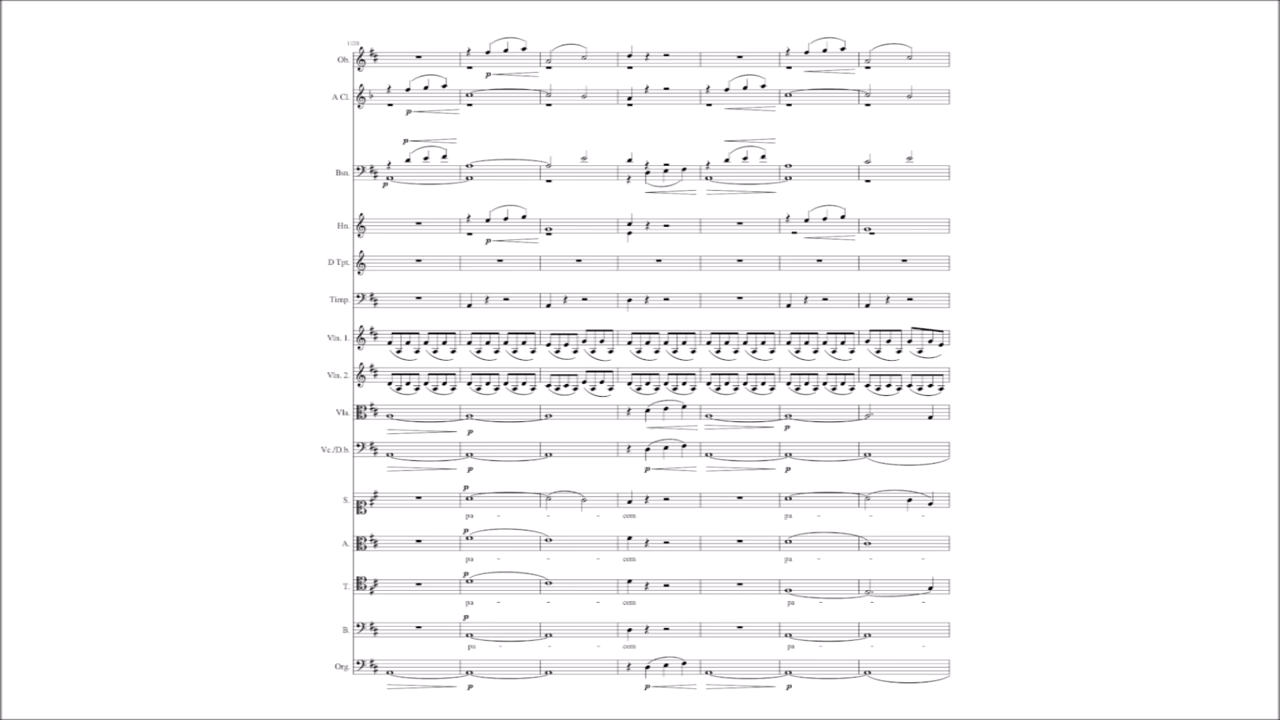 Ob.
p
A Cl.
p
p
Bsn.
p
Hn.
p
D Tpt.
Timp.
Vln. 1.
Vln. 2.
Vla.
p p
Vc./D.b.
p p p
p
S.
pa - - - cem pa - - -
p
A.
pa - - - cem pa - - -
p
T.
pa - - - cem pa - - -
p
B.
pa - - - cem pa - - -
Org.
p p p